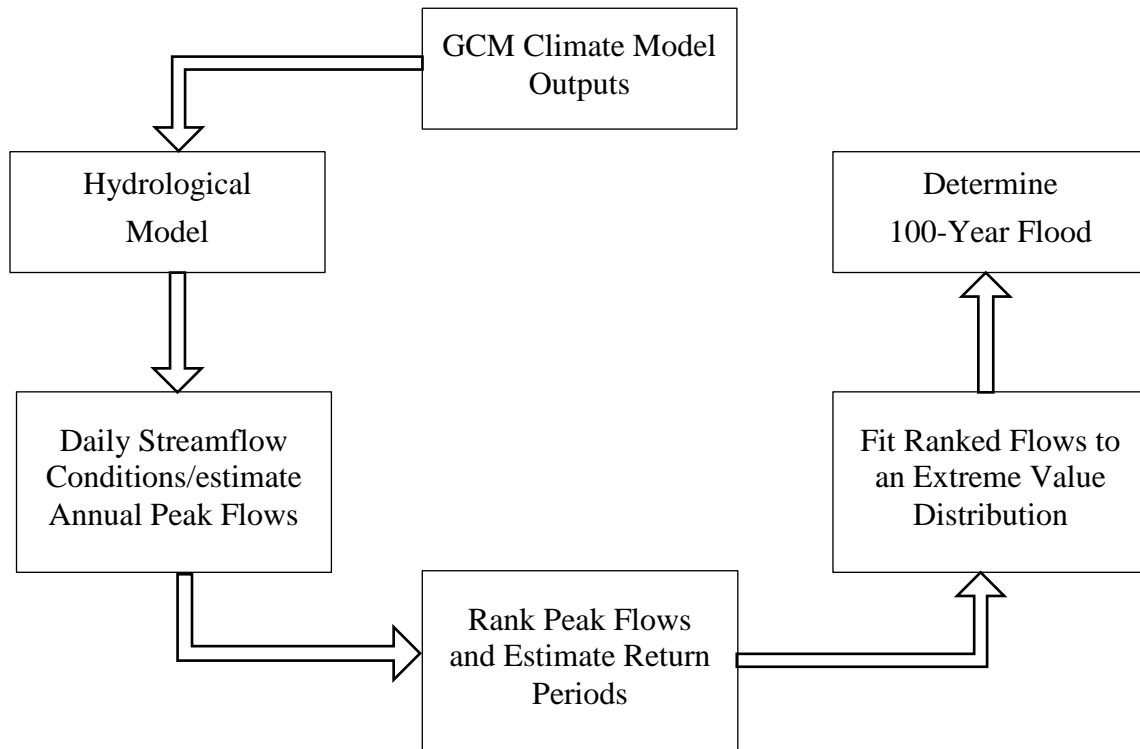 GCM Climate Model
Outputs
Hydrological
Model
Daily Streamflow
Conditions/estimate
Annual Peak Flows
Rank Peak Flows
and Estimate Return
Periods
Fit Ranked Flows to
an Extreme Value
Distribution
Determine
100-Year Flood